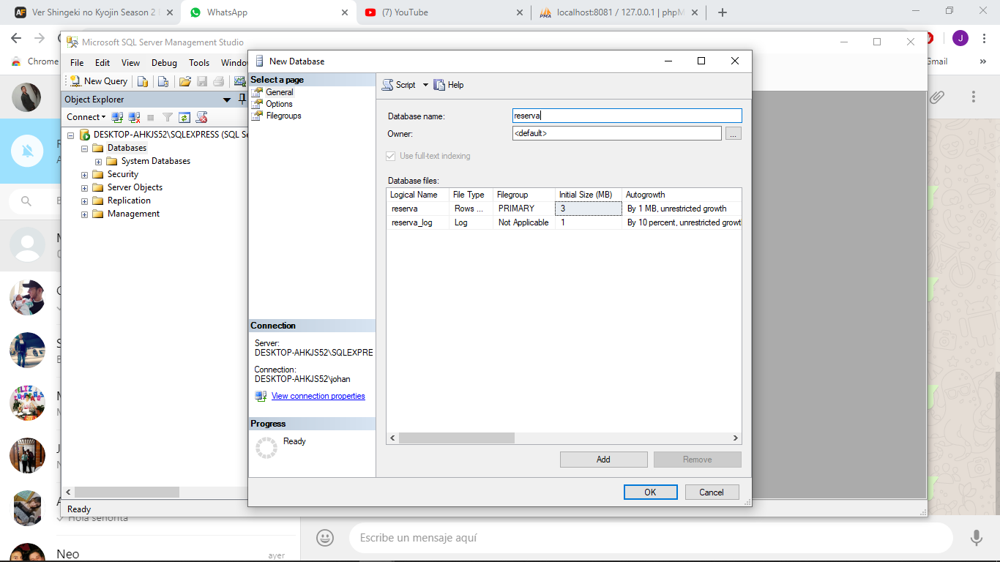 Ver Shingeki no Kyojin Season 2
WhatsApp
(7) YouTube
localhost:8081 / 127.0.0.1 | phpM
Chrome
Gmail
J
Microsoft SQL Server Management Studio
File Edit View Debug Tools Windo
New Query
Object Explorer
Connect
DESKTOP-AHKJS52\SQLEXPRESS (SQL Se
Databases
System Databases
Security
Server Objects
Replication
Management
Ready
New Database
Select a page
General
Options
Filegroups
Connection
Server:
DESKTOP-AHKJS52\SQLEXPRE
Connection:
DESKTOP-AHKJS52\johan
View connection properties
Progress
Ready
Script Help
Database name: reserva
Owner: <default> ...
Use full-text indexing
Database files:
Logical Name File Type Filegroup Initial Size (MB) Autogrowth
reserva Rows ... PRIMARY 3 By 1 MB, unrestricted growth
reserva_log Log Not Applicable 1 By 10 percent, unrestricted growt
Add Remove
OK Cancel
Hola señorita
Neo ayer
Escribe un mensaje aquí